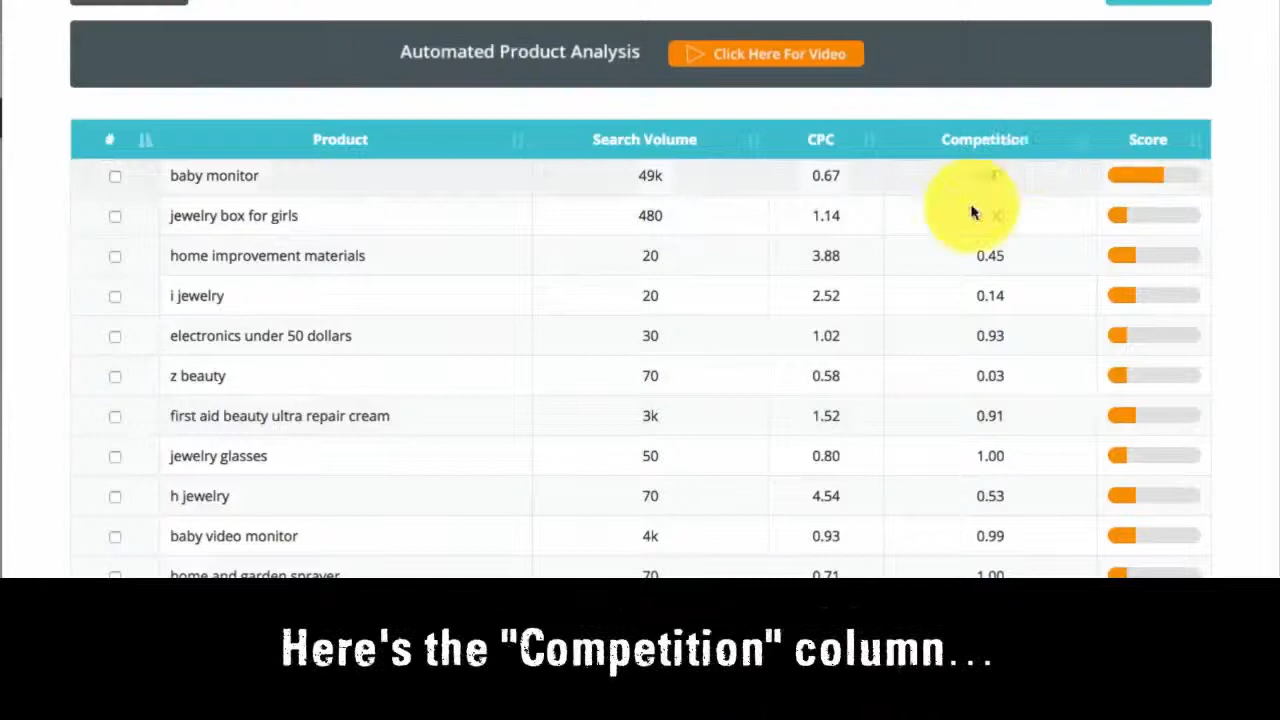 Automated Product Analysis Click Here For Video
# Product Search Volume CPC Competition Score
baby monitor 49k 0.67
jewelry box for girls 480 1.14
home improvement materials 20 3.88 0.45
i jewelry 20 2.52 0.14
electronics under 50 dollars 30 1.02 0.93
z beauty 70 0.58 0.03
first aid beauty ultra repair cream 3k 1.52 0.91
jewelry glasses 50 0.80 1.00
h jewelry 70 4.54 0.53
baby video monitor 4k 0.93 0.99
home and garden sprayer 70 0.71 1.00
Here's the "Competition" column...